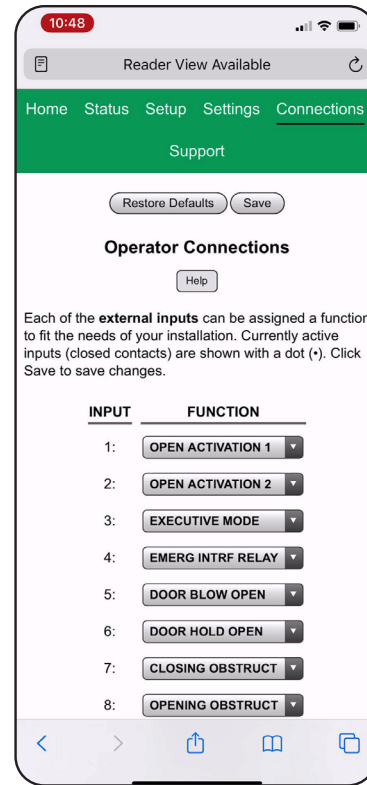 10:48
Reader View Available
Home Status Setup Settings Connections
Support
Restore Defaults Save
Operator Connections
Help
Each of the external inputs can be assigned a function
to fit the needs of your installation. Currently active
inputs (closed contacts) are shown with a dot (•). Click
Save to save changes.
INPUT FUNCTION
1: OPEN ACTIVATION 1
2: OPEN ACTIVATION 2
3: EXECUTIVE MODE
4: EMERG INTRF RELAY
5: DOOR BLOW OPEN
6: DOOR HOLD OPEN
7: CLOSING OBSTRUCT
8: OPENING OBSTRUCT